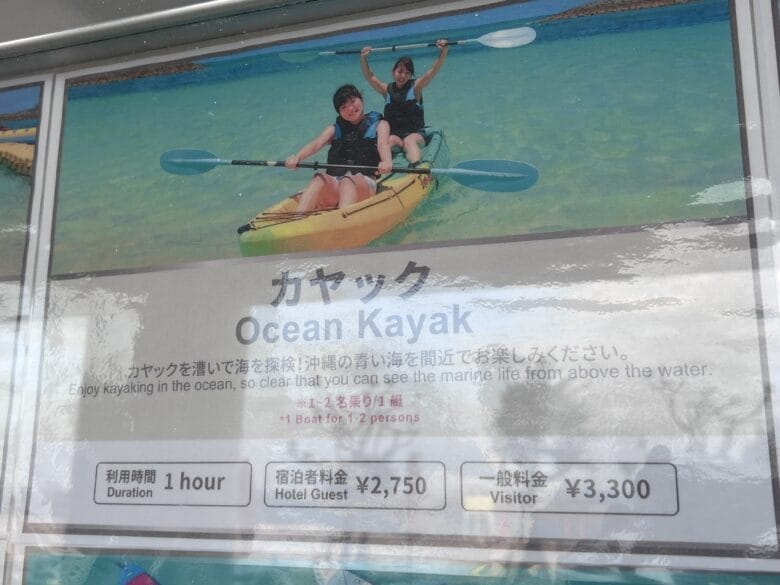 カヤック
Ocean Kayak
カヤックを漕いで海を探検!沖縄の青い海を間近でお楽しみください。
Enjoy kayaking in the ocean, so clear that you can see the marine life from above the water.
※1~2名乗り/1艇
*1 Boat for 1-2 persons
利用時間 1 hour
Duration
宿泊者料金 ¥2,750
Hotel Guest
一般料金 ¥3,300
Visitor